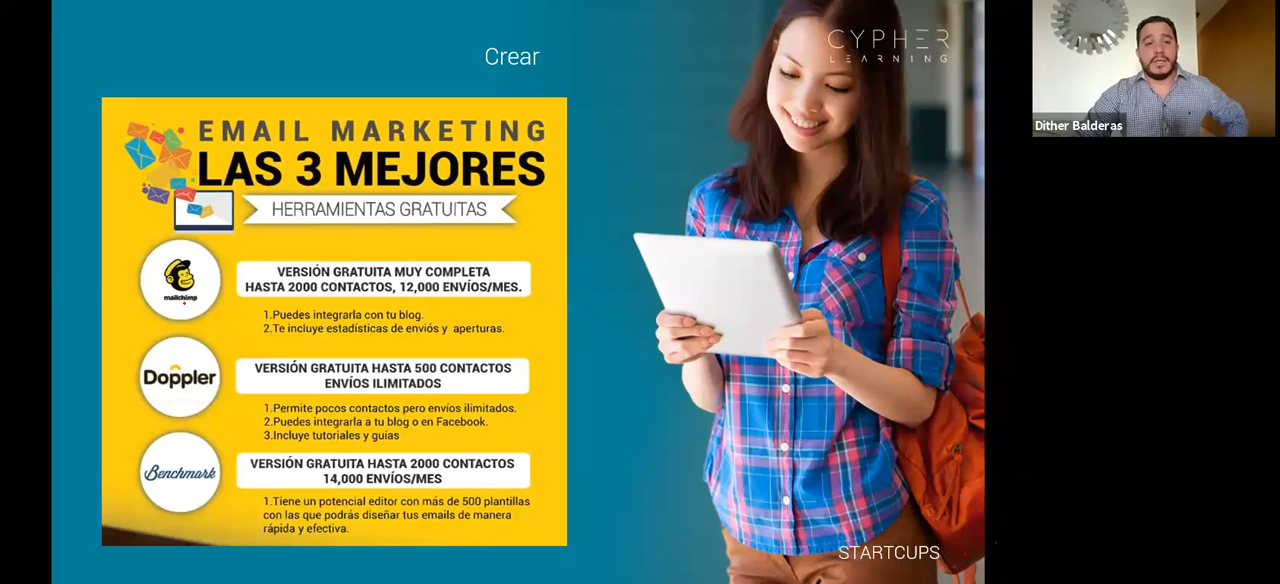 Crear
CYPHER
LEARNING
Dither Balderas
EMAIL MARKETING
LAS 3 MEJORES
HERRAMIENTAS GRATUITAS
mailchimp
VERSIÓN GRATUITA MUY COMPLETA
HASTA 2000 CONTACTOS, 12,000 ENVÍOS/MES.
1.Puedes integrarla con tu blog.
2.Te incluye estadísticas de enviós y aperturas.
Doppler
VERSIÓN GRATUITA HASTA 500 CONTACTOS
ENVÍOS ILIMITADOS
1.Permite pocos contactos pero envíos ilimitados.
2.Puedes integrarla a tu blog o en Facebook.
3.Incluye tutoriales y guías
Benchmark
VERSIÓN GRATUITA HASTA 2000 CONTACTOS
14,000 ENVÍOS/MES
1.Tiene un potencial editor con más de 500 plantillas
con las que podrás diseñar tus emails de manera
rápida y efectiva.
STARTCUPS